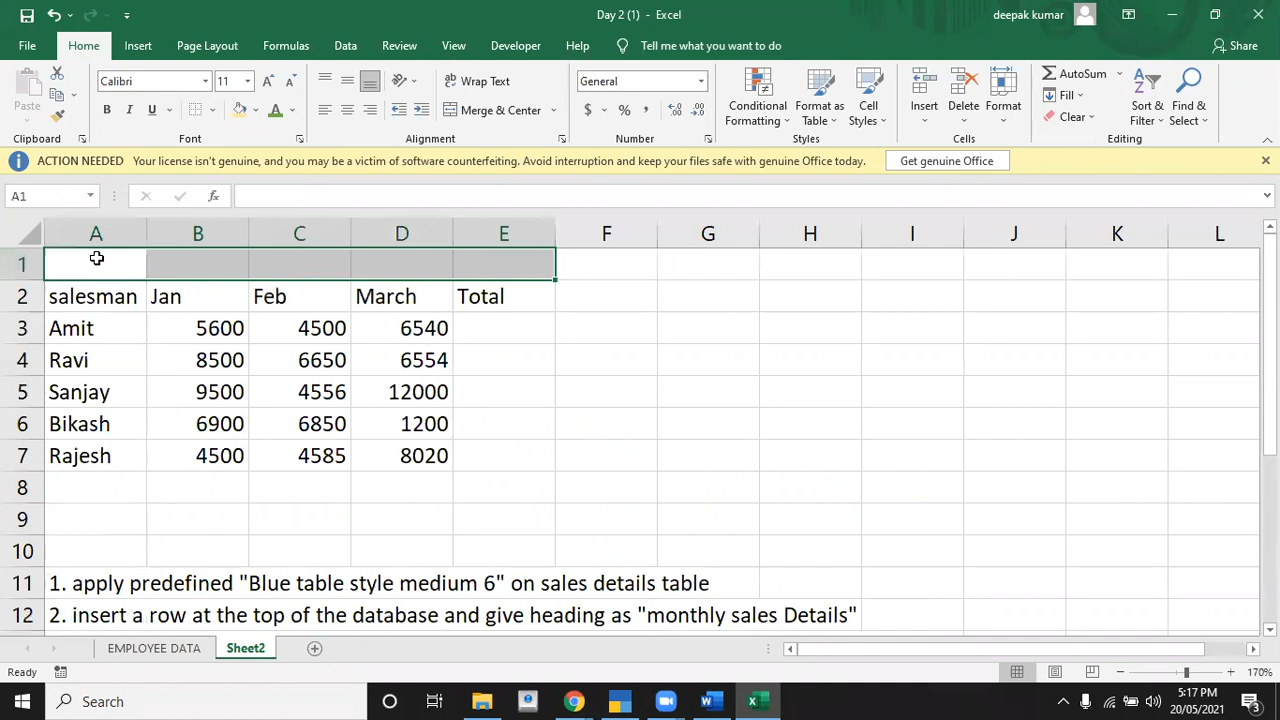 Day 2 (1) - Excel
deepak kumar
File Home Insert Page Layout Formulas Data Review View Developer Help Tell me what you want to do Share
Paste
Calibri 11
B I U
Wrap Text
Merge & Center
General
$ % ,
Conditional Formatting
Format as Table
Cell Styles
Insert
Delete
Format
AutoSum
Fill
Clear
Sort & Filter
Find & Select
Clipboard Font Alignment Number Styles Cells Editing
ACTION NEEDED Your license isn't genuine, and you may be a victim of software counterfeiting. Avoid interruption and keep your files safe with genuine Office today. Get genuine Office
A1 fx
A B C D E F G H I J K L
1
2 salesman Jan Feb March Total
3 Amit 5600 4500 6540
4 Ravi 8500 6650 6554
5 Sanjay 9500 4556 12000
6 Bikash 6900 6850 1200
7 Rajesh 4500 4585 8020
8
9
10
11 1. apply predefined "Blue table style medium 6" on sales details table
12 2. insert a row at the top of the database and give heading as "monthly sales Details"
EMPLOYEE DATA Sheet2
Ready 170%
Search
5:17 PM
20/05/2021
3